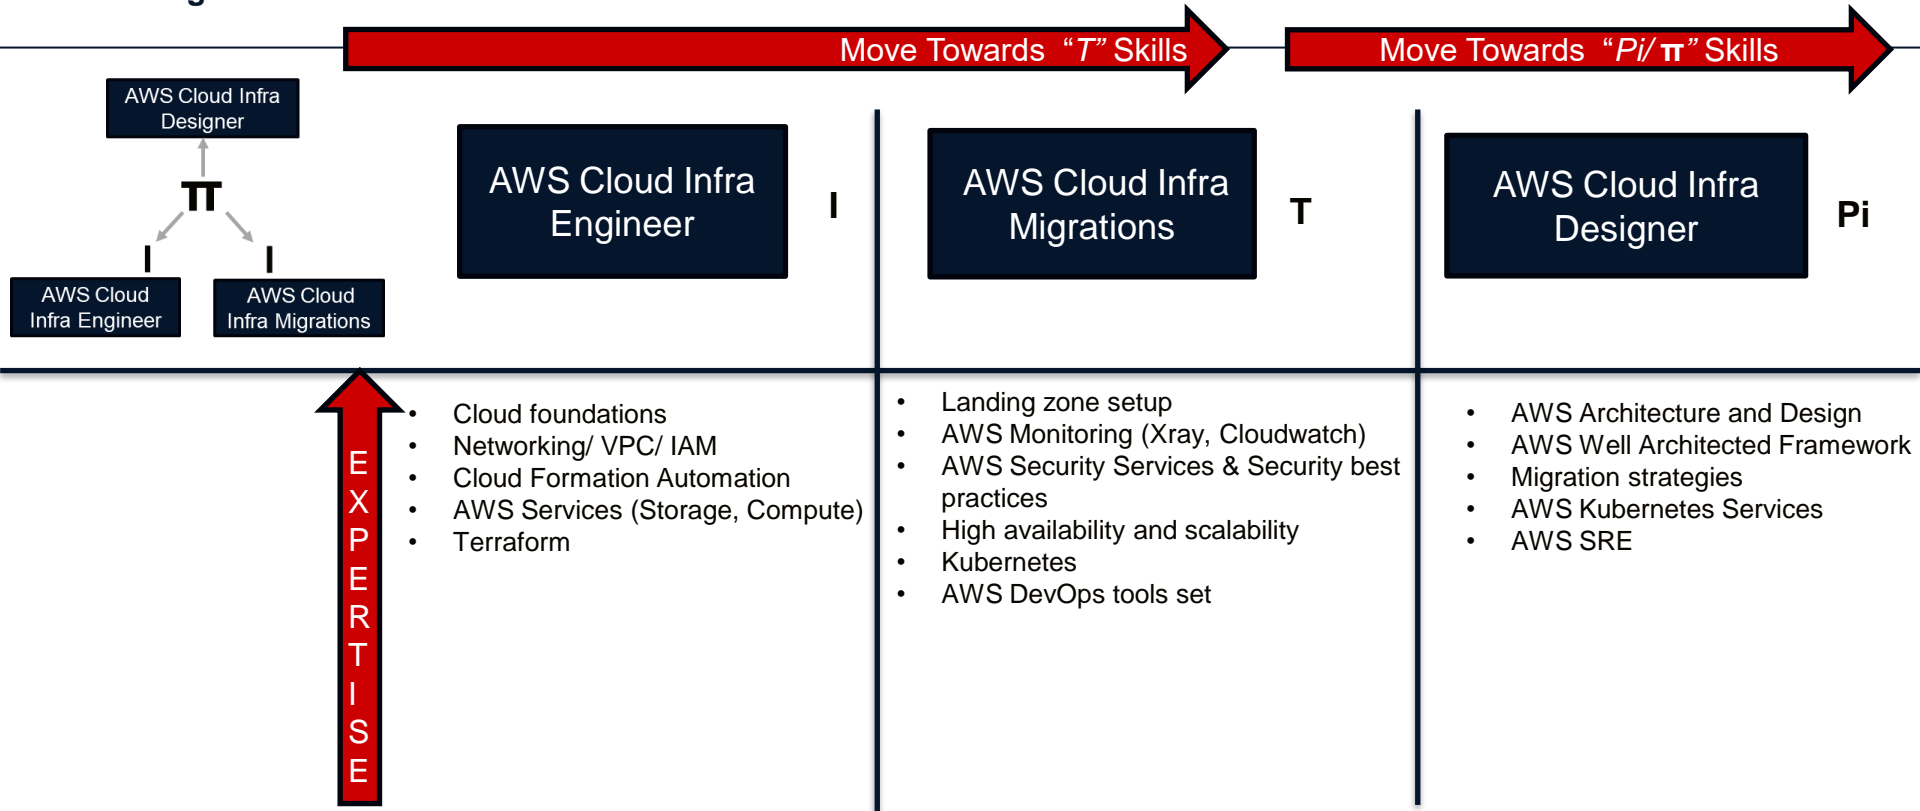 Move Towards “T” Skills
Move Towards “Pi/ π” Skills
AWS Cloud Infra
Designer
π
I
I
AWS Cloud
Infra Engineer
AWS Cloud
Infra Migrations
AWS Cloud Infra
Engineer
I
AWS Cloud Infra
Migrations
T
AWS Cloud Infra
Designer
Pi
E
X
P
E
R
T
I
S
E
• Cloud foundations
• Networking/ VPC/ IAM
• Cloud Formation Automation
• AWS Services (Storage, Compute)
• Terraform
• Landing zone setup
• AWS Monitoring (Xray, Cloudwatch)
• AWS Security Services & Security best
practices
• High availability and scalability
• Kubernetes
• AWS DevOps tools set
• AWS Architecture and Design
• AWS Well Architected Framework
• Migration strategies
• AWS Kubernetes Services
• AWS SRE